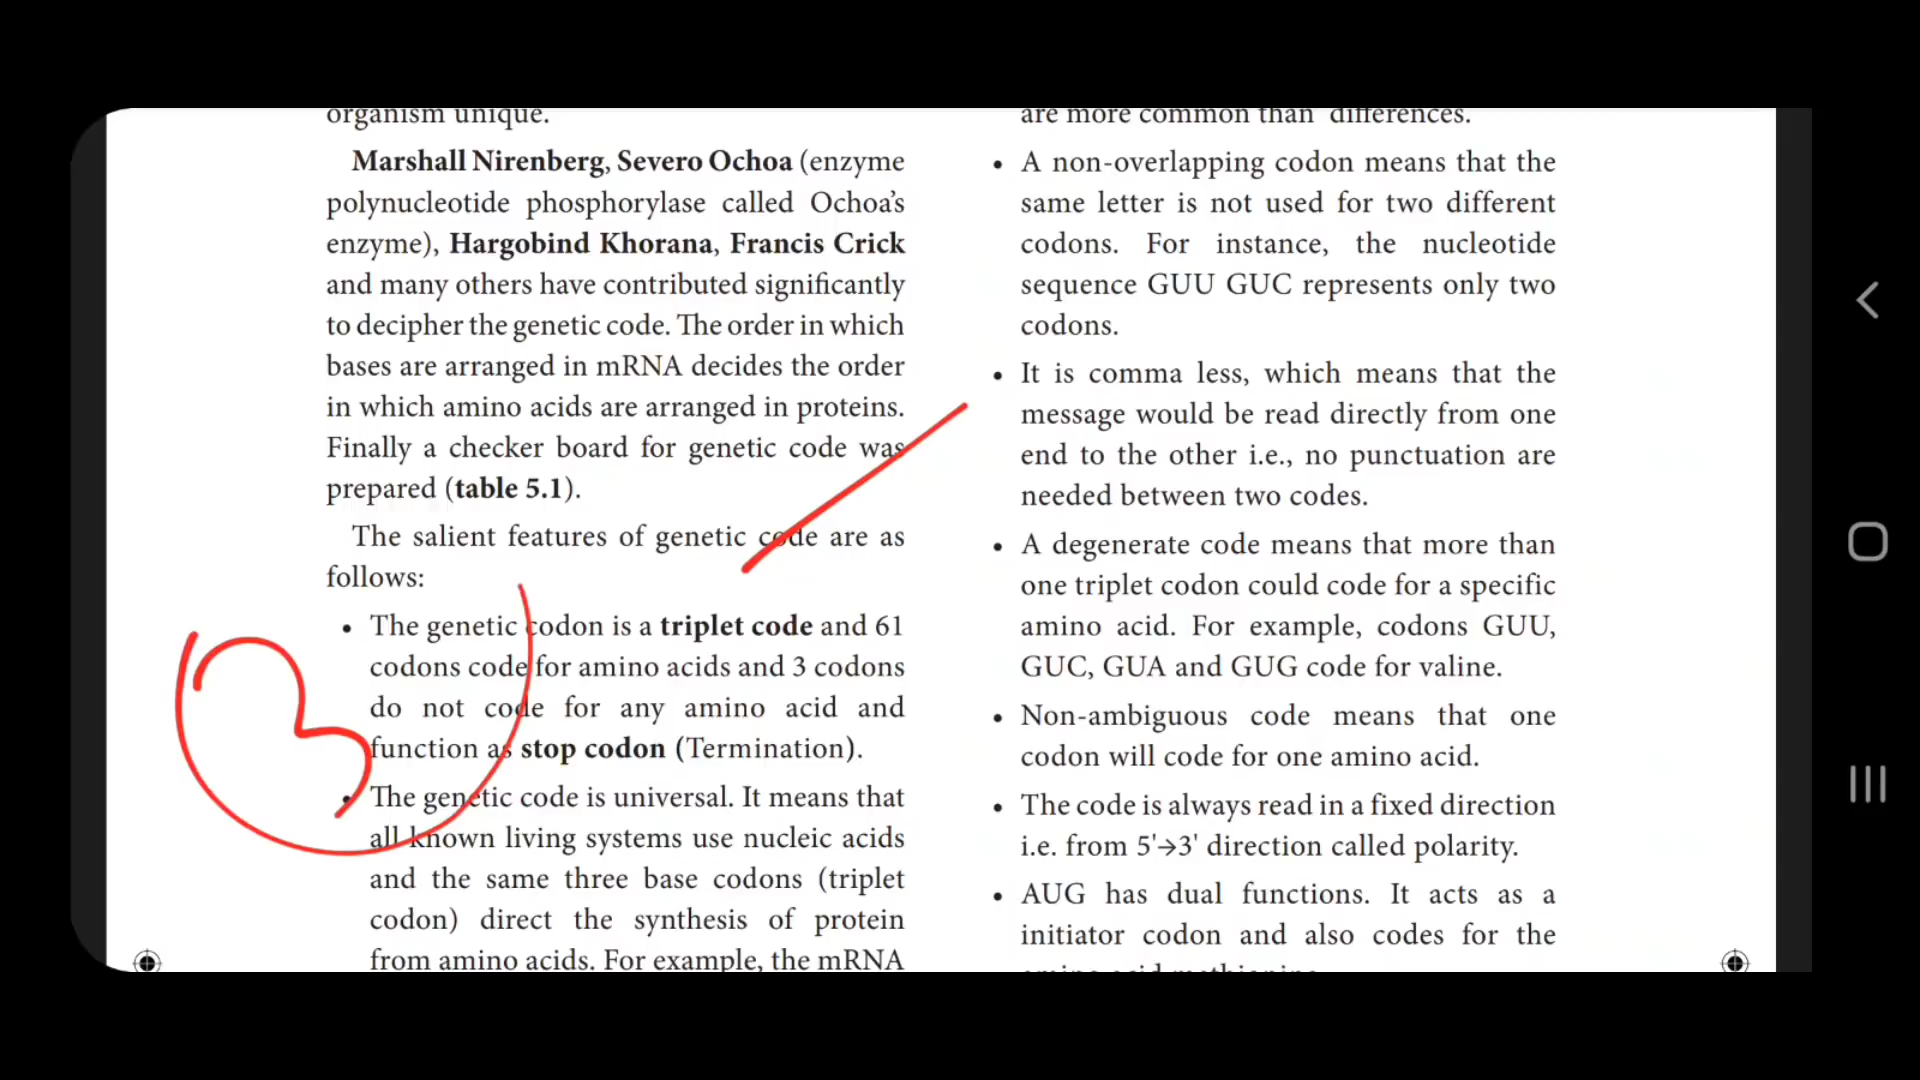 organism unique.
Marshall Nirenberg, Severo Ochoa (enzyme
polynucleotide phosphorylase called Ochoa's
enzyme), Hargobind Khorana, Francis Crick
and many others have contributed significantly
to decipher the genetic code. The order in which
bases are arranged in mRNA decides the order
in which amino acids are arranged in proteins.
Finally a checker board for genetic code was
prepared (table 5.1).
The salient features of genetic code are as
follows:
• The genetic codon is a triplet code and 61
codons code for amino acids and 3 codons
do not code for any amino acid and
function as stop codon (Termination).
• The genetic code is universal. It means that
all known living systems use nucleic acids
and the same three base codons (triplet
codon) direct the synthesis of protein
from amino acids. For example, the mRNA
are more common than differences.
• A non-overlapping codon means that the
same letter is not used for two different
codons. For instance, the nucleotide
sequence GUU GUC represents only two
codons.
• It is comma less, which means that the
message would be read directly from one
end to the other i.e., no punctuation are
needed between two codes.
• A degenerate code means that more than
one triplet codon could code for a specific
amino acid. For example, codons GUU,
GUC, GUA and GUG code for valine.
• Non-ambiguous code means that one
codon will code for one amino acid.
• The code is always read in a fixed direction
i.e. from 5'→3' direction called polarity.
• AUG has dual functions. It acts as a
initiator codon and also codes for the
amino acid methionine.